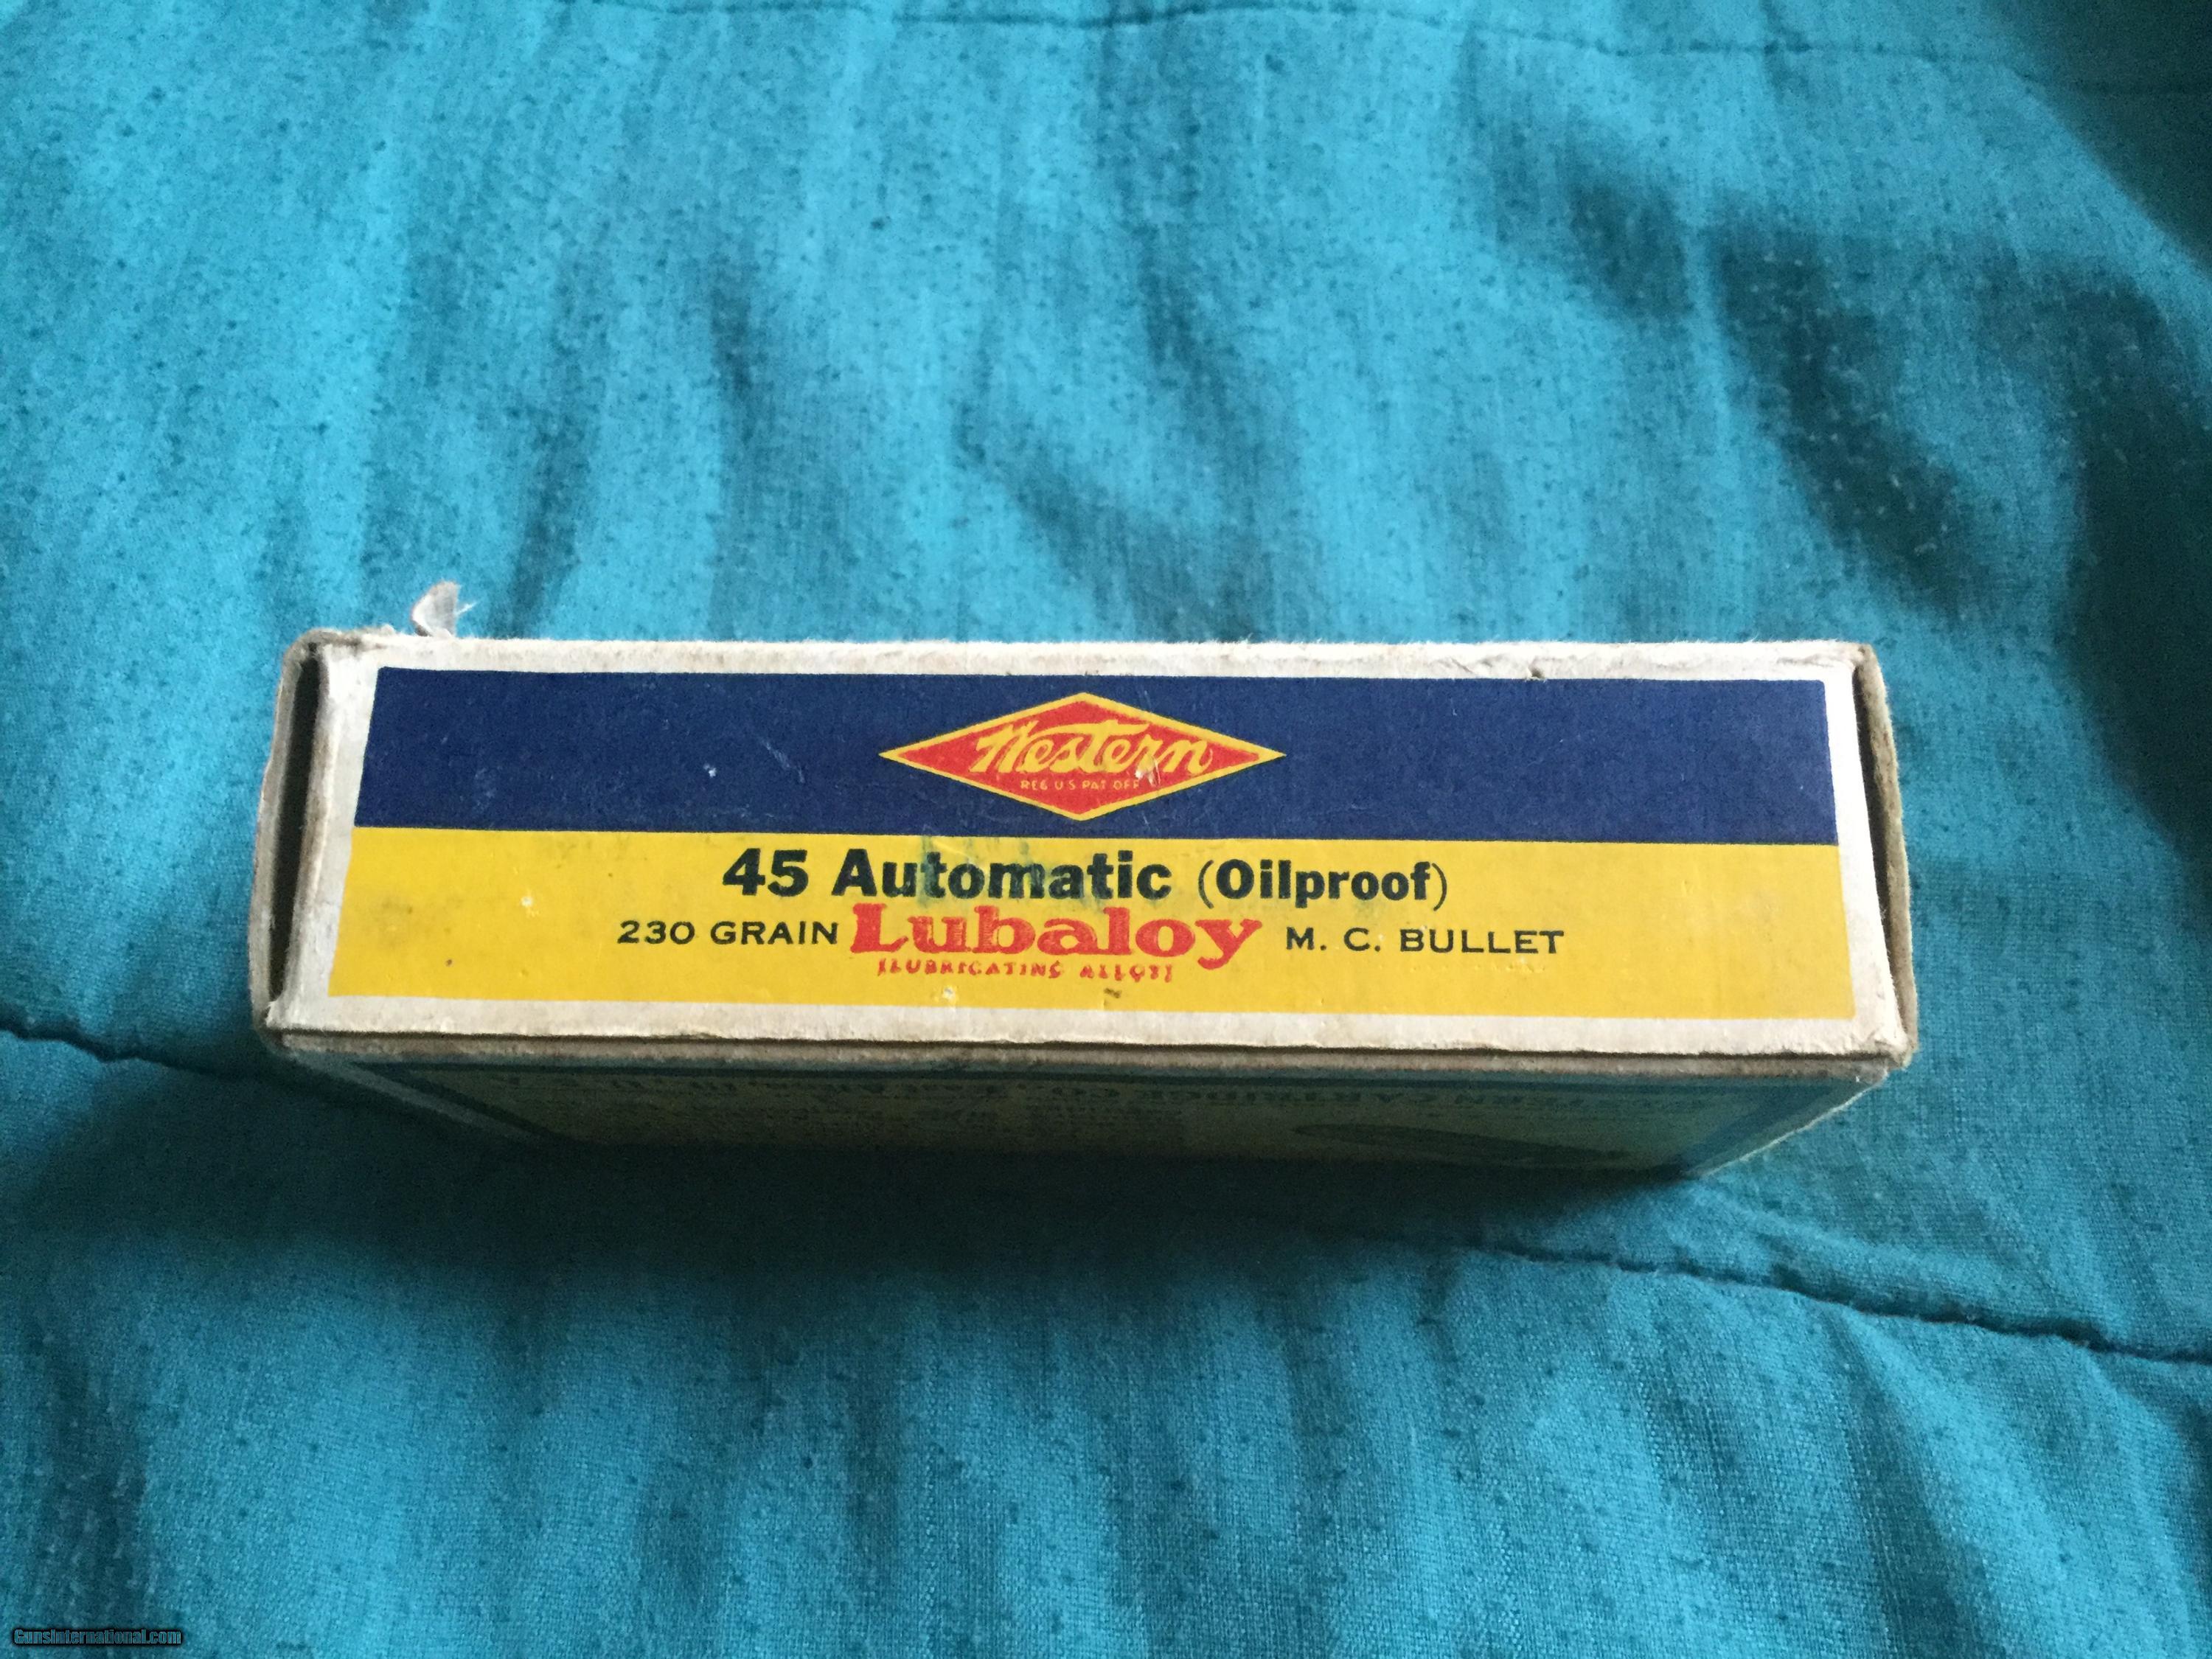 Western
REG U.S. PAT. OFF.
45 Automatic (Oilproof)
230 GRAIN Lubaloy M. C. BULLET
(LUBRICATING ALLOY)
GunsInternational.com